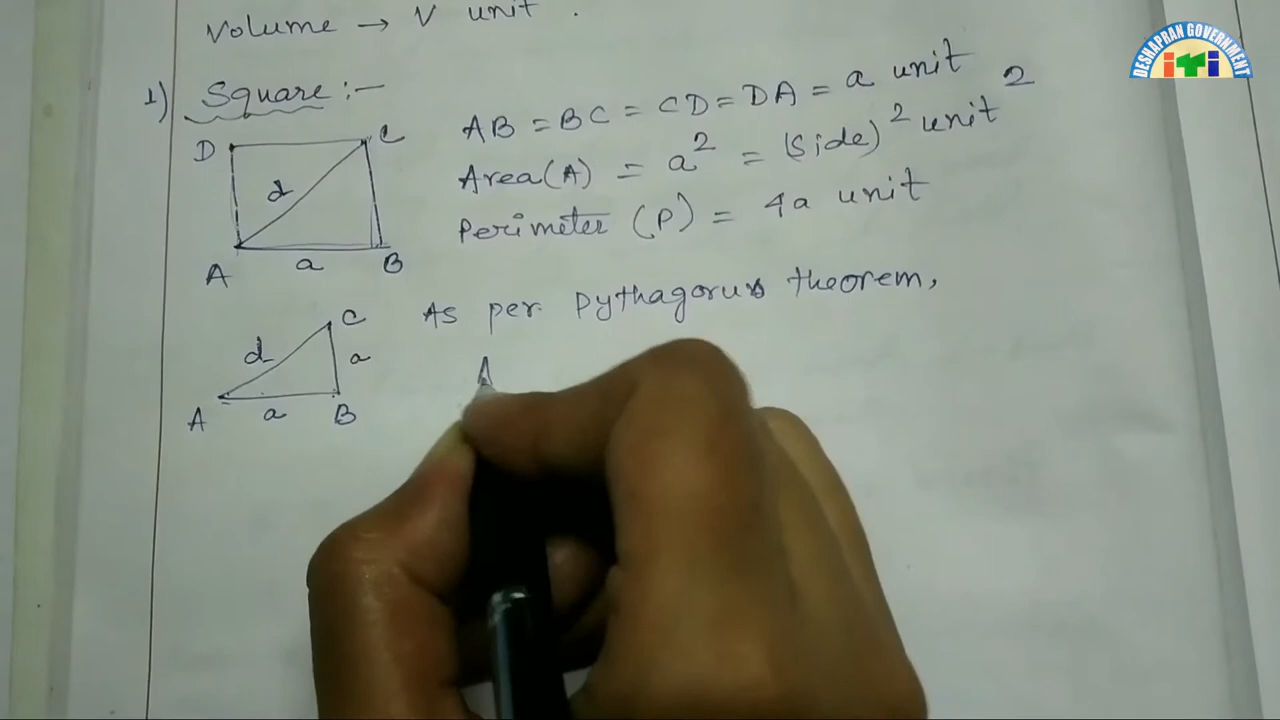 Volume → V unit.
DESHAPRAN GOVERNMENT
iTi
1) Square :-
AB = BC = CD = DA = a unit
Area (A) = a² = (Side)² unit²
Perimeter (P) = 4a unit
D C
d
A a B
As per Pythagorus theorem,
C
d a
A a B
A